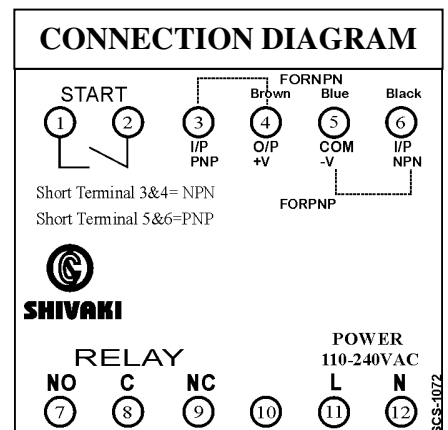 CONNECTION DIAGRAM
START
FORNPN
Brown Blue Black
1 2 3 4 5 6
I/P O/P COM I/P
PNP +V -V NPN
Short Terminal 3&4= NPN
Short Terminal 5&6=PNP
FORPNP
SHIVAKI
RELAY
POWER
110-240VAC
NO C NC L N
7 8 9 10 11 12
SCS-1072